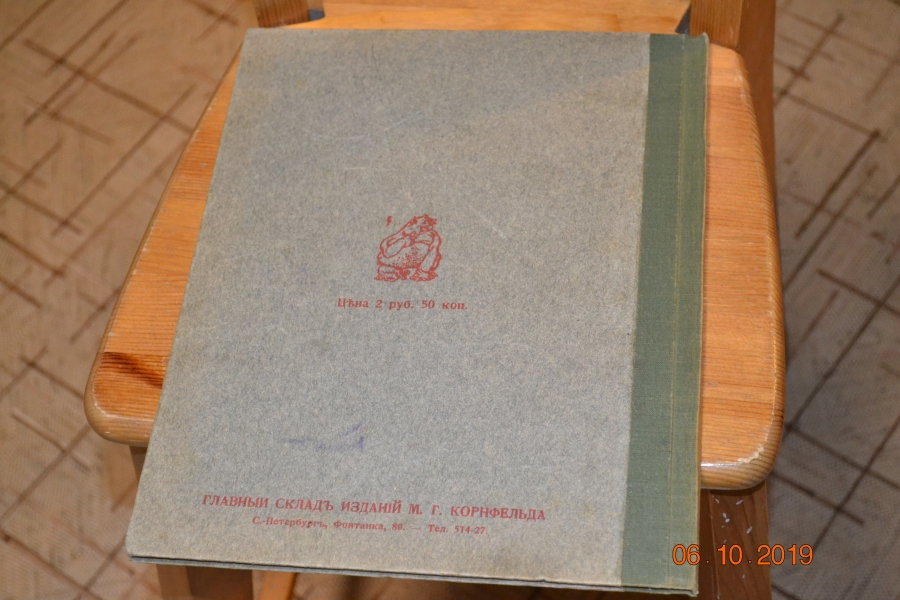 Цѣна 2 руб. 50 коп.
ГЛАВНЫЙ СКЛАДЪ ИЗДАНІЙ М. Г. КОРНФЕЛЬДА
С.-Петербургъ, Фонтанка, 80. — Тел. 574-27
06.10.2019